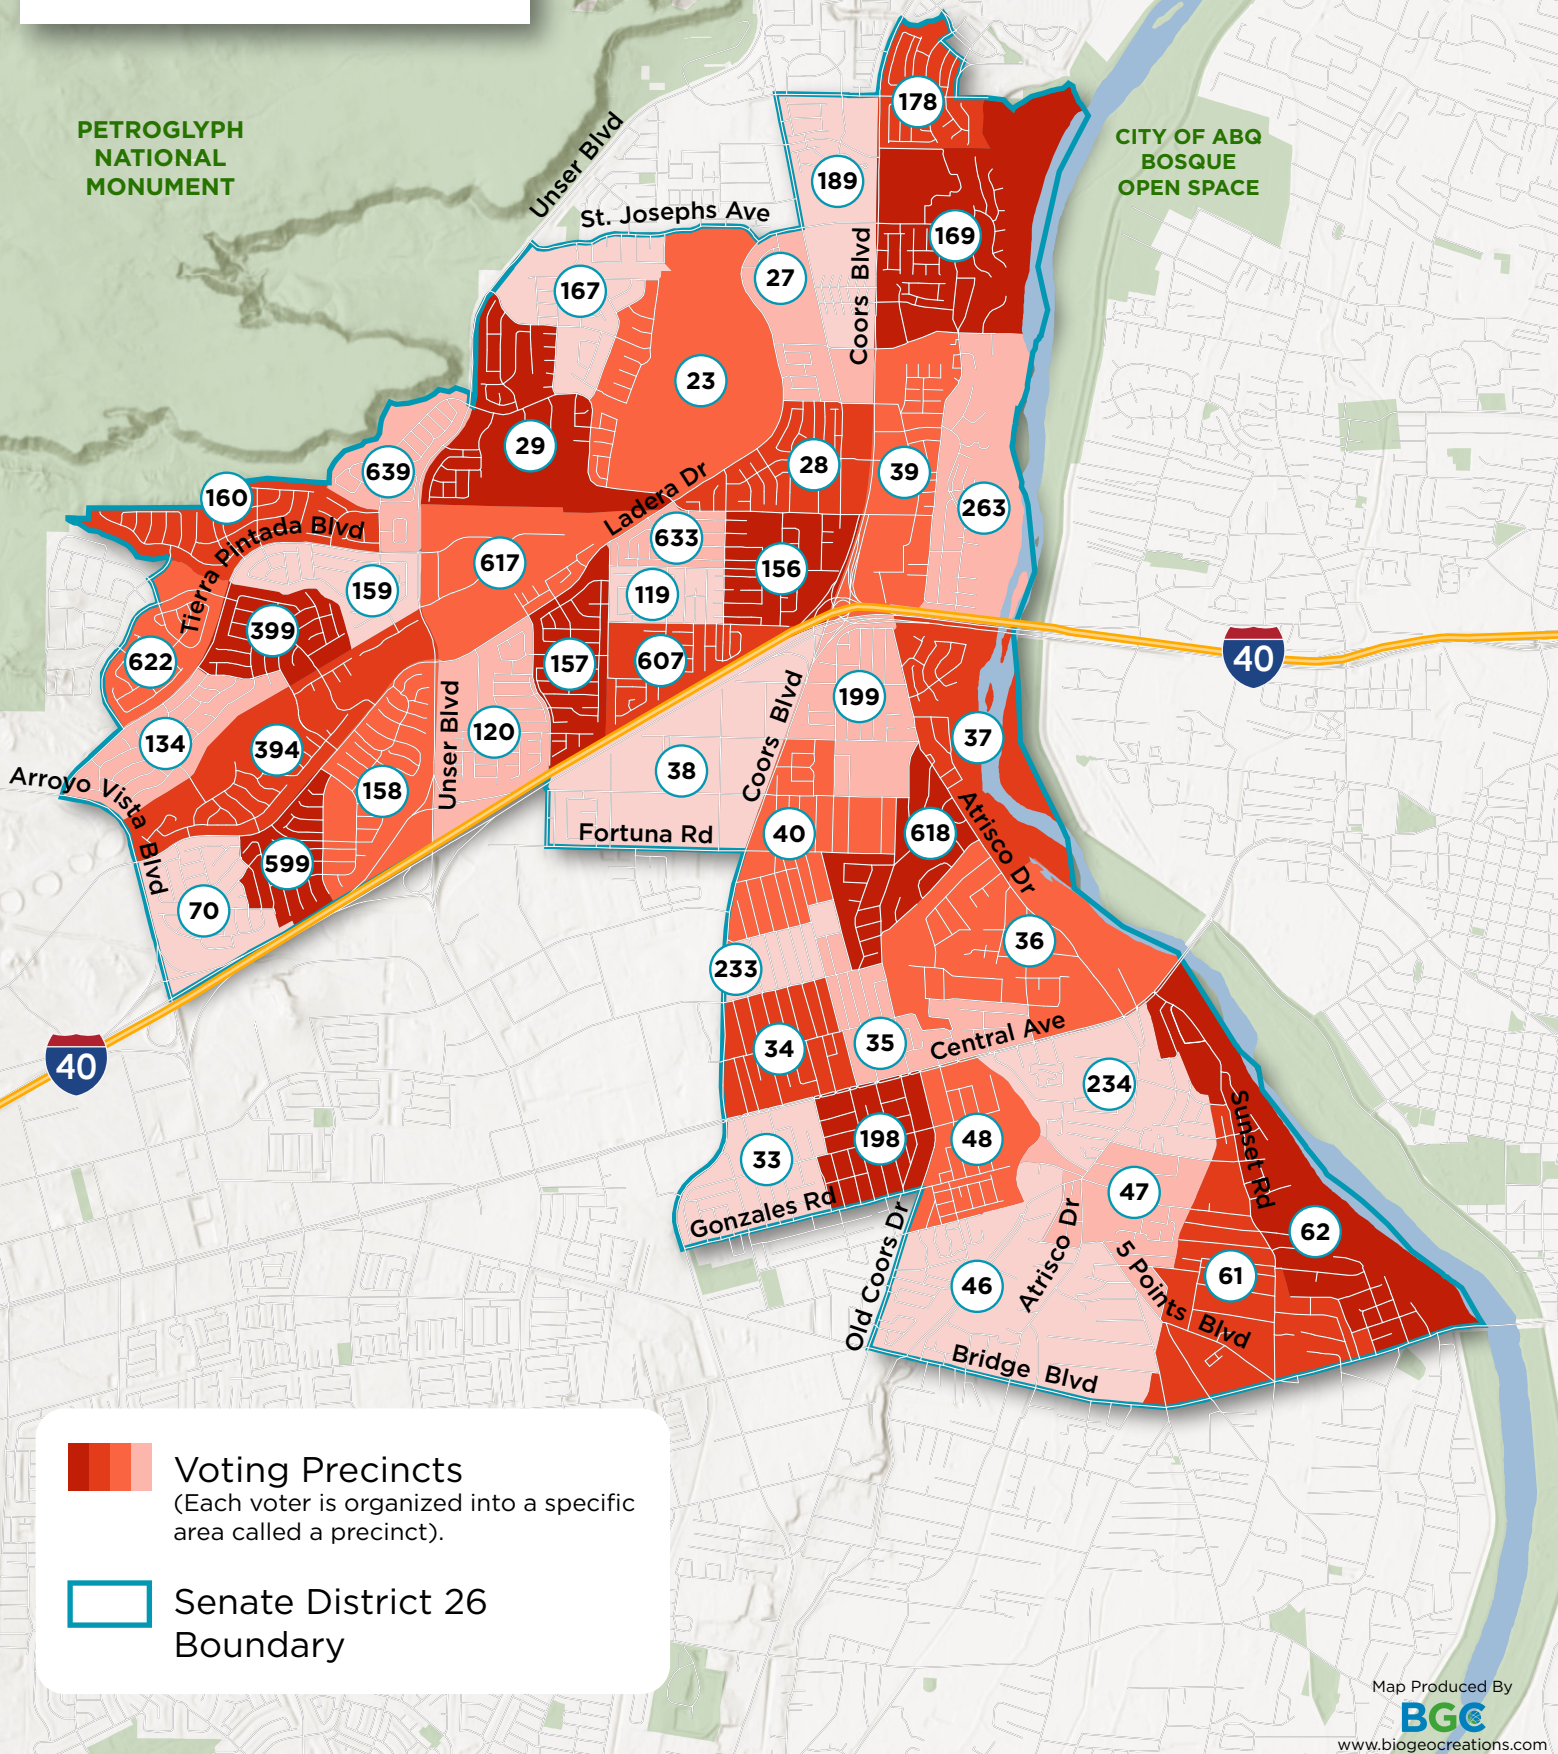 PETROGLYPH
NATIONAL
MONUMENT
CITY OF ABQ
BOSQUE
OPEN SPACE
Unser Blvd
St. Josephs Ave
Coors Blvd
178
189
169
27
167
23
29
28
39
639
160
263
Ladera Dr
Tierra Pintada Blvd
633
617
156
159
119
399
622
157
607
40
199
120
134
394
37
38
158
Unser Blvd
Coors Blvd
Arroyo Vista Blvd
Fortuna Rd
40
618
Atrisco Dr
599
70
36
233
34
35
Central Ave
40
234
Sunset Rd
198
48
33
47
Gonzales Rd
62
61
46
Old Coors Dr
Atrisco Dr
5 Points Blvd
Bridge Blvd
Voting Precincts
(Each voter is organized into a specific
area called a precinct).
Senate District 26
Boundary
Map Produced By
BGC
www.biogeocreations.com